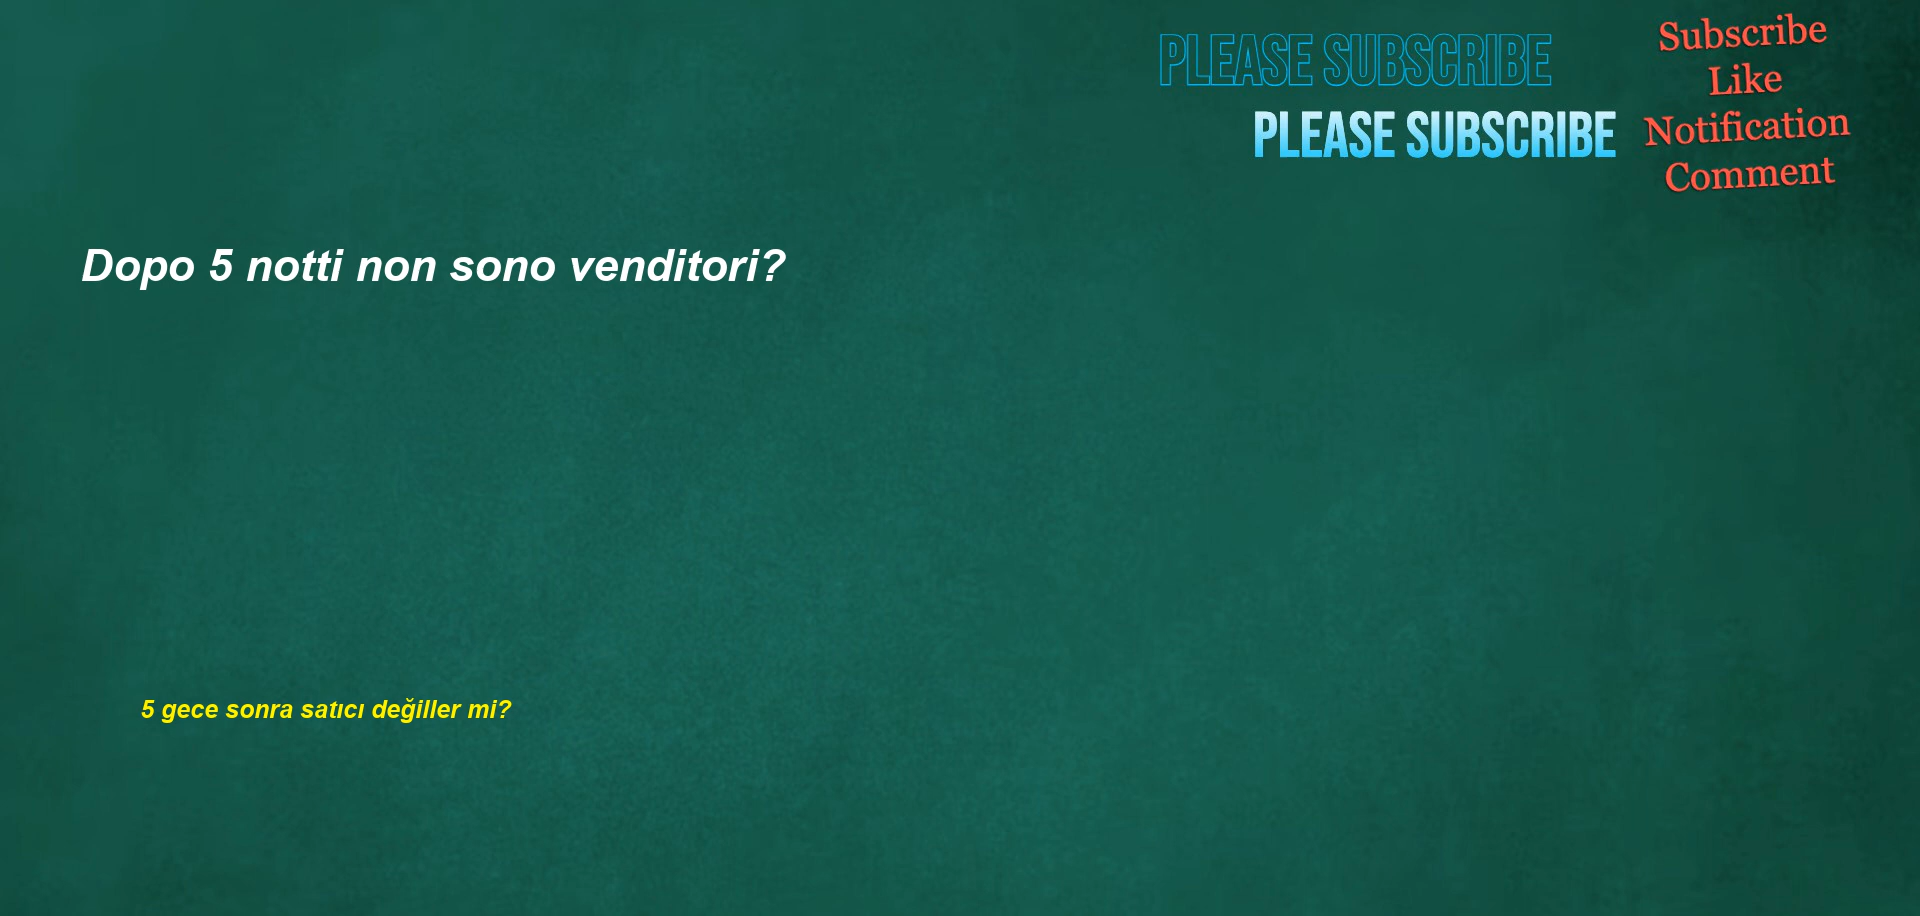 PLEASE SUBSCRIBE
PLEASE SUBSCRIBE
Subscribe
Like
Notification
Comment
Dopo 5 notti non sono venditori?
5 gece sonra satıcı değiller mi?